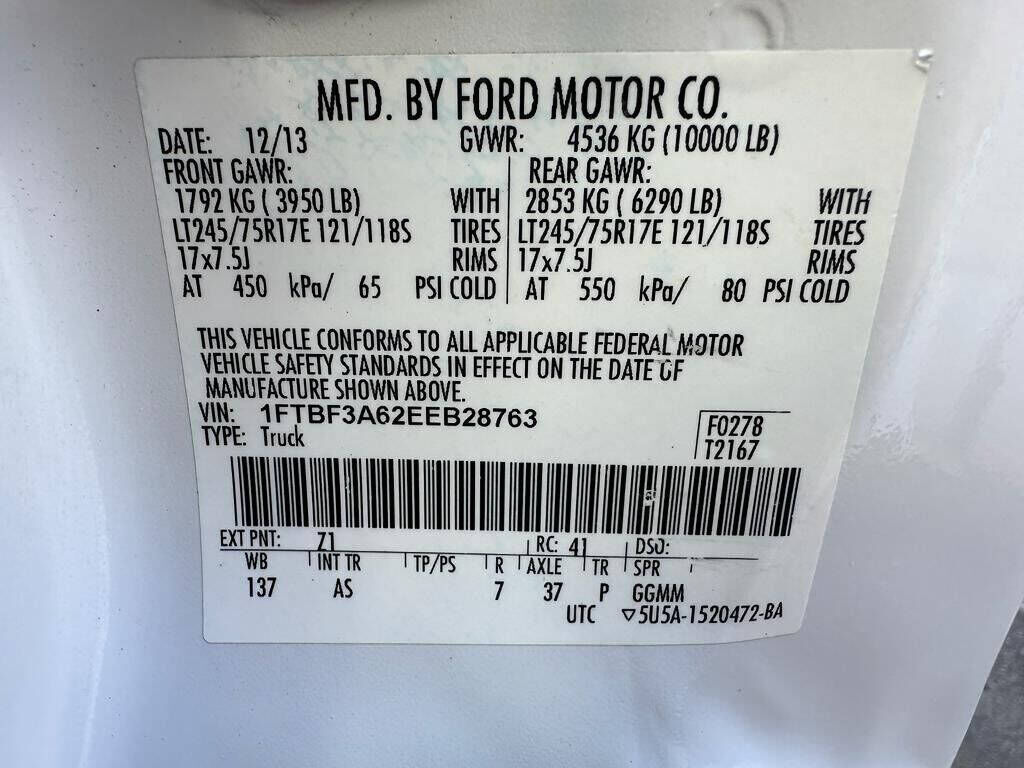 MFD. BY FORD MOTOR CO.
DATE: 12/13 GVWR: 4536 KG (10000 LB)
FRONT GAWR: REAR GAWR:
1792 KG ( 3950 LB) WITH 2853 KG ( 6290 LB) WITH
LT245/75R17E 121/118S TIRES LT245/75R17E 121/118S TIRES
17x7.5J RIMS 17x7.5J RIMS
AT 450 kPa/ 65 PSI COLD AT 550 kPa/ 80 PSI COLD
THIS VEHICLE CONFORMS TO ALL APPLICABLE FEDERAL MOTOR
VEHICLE SAFETY STANDARDS IN EFFECT ON THE DATE OF
MANUFACTURE SHOWN ABOVE.
VIN: 1FTBF3A62EEB28763 F0278
TYPE: Truck T2167
EXT PNT: Z1 RC: 41 DSO:
WB INT TR TP/PS R AXLE TR SPR
137 AS 7 37 P GGMM
UTC ▽5U5A-1520472-BA